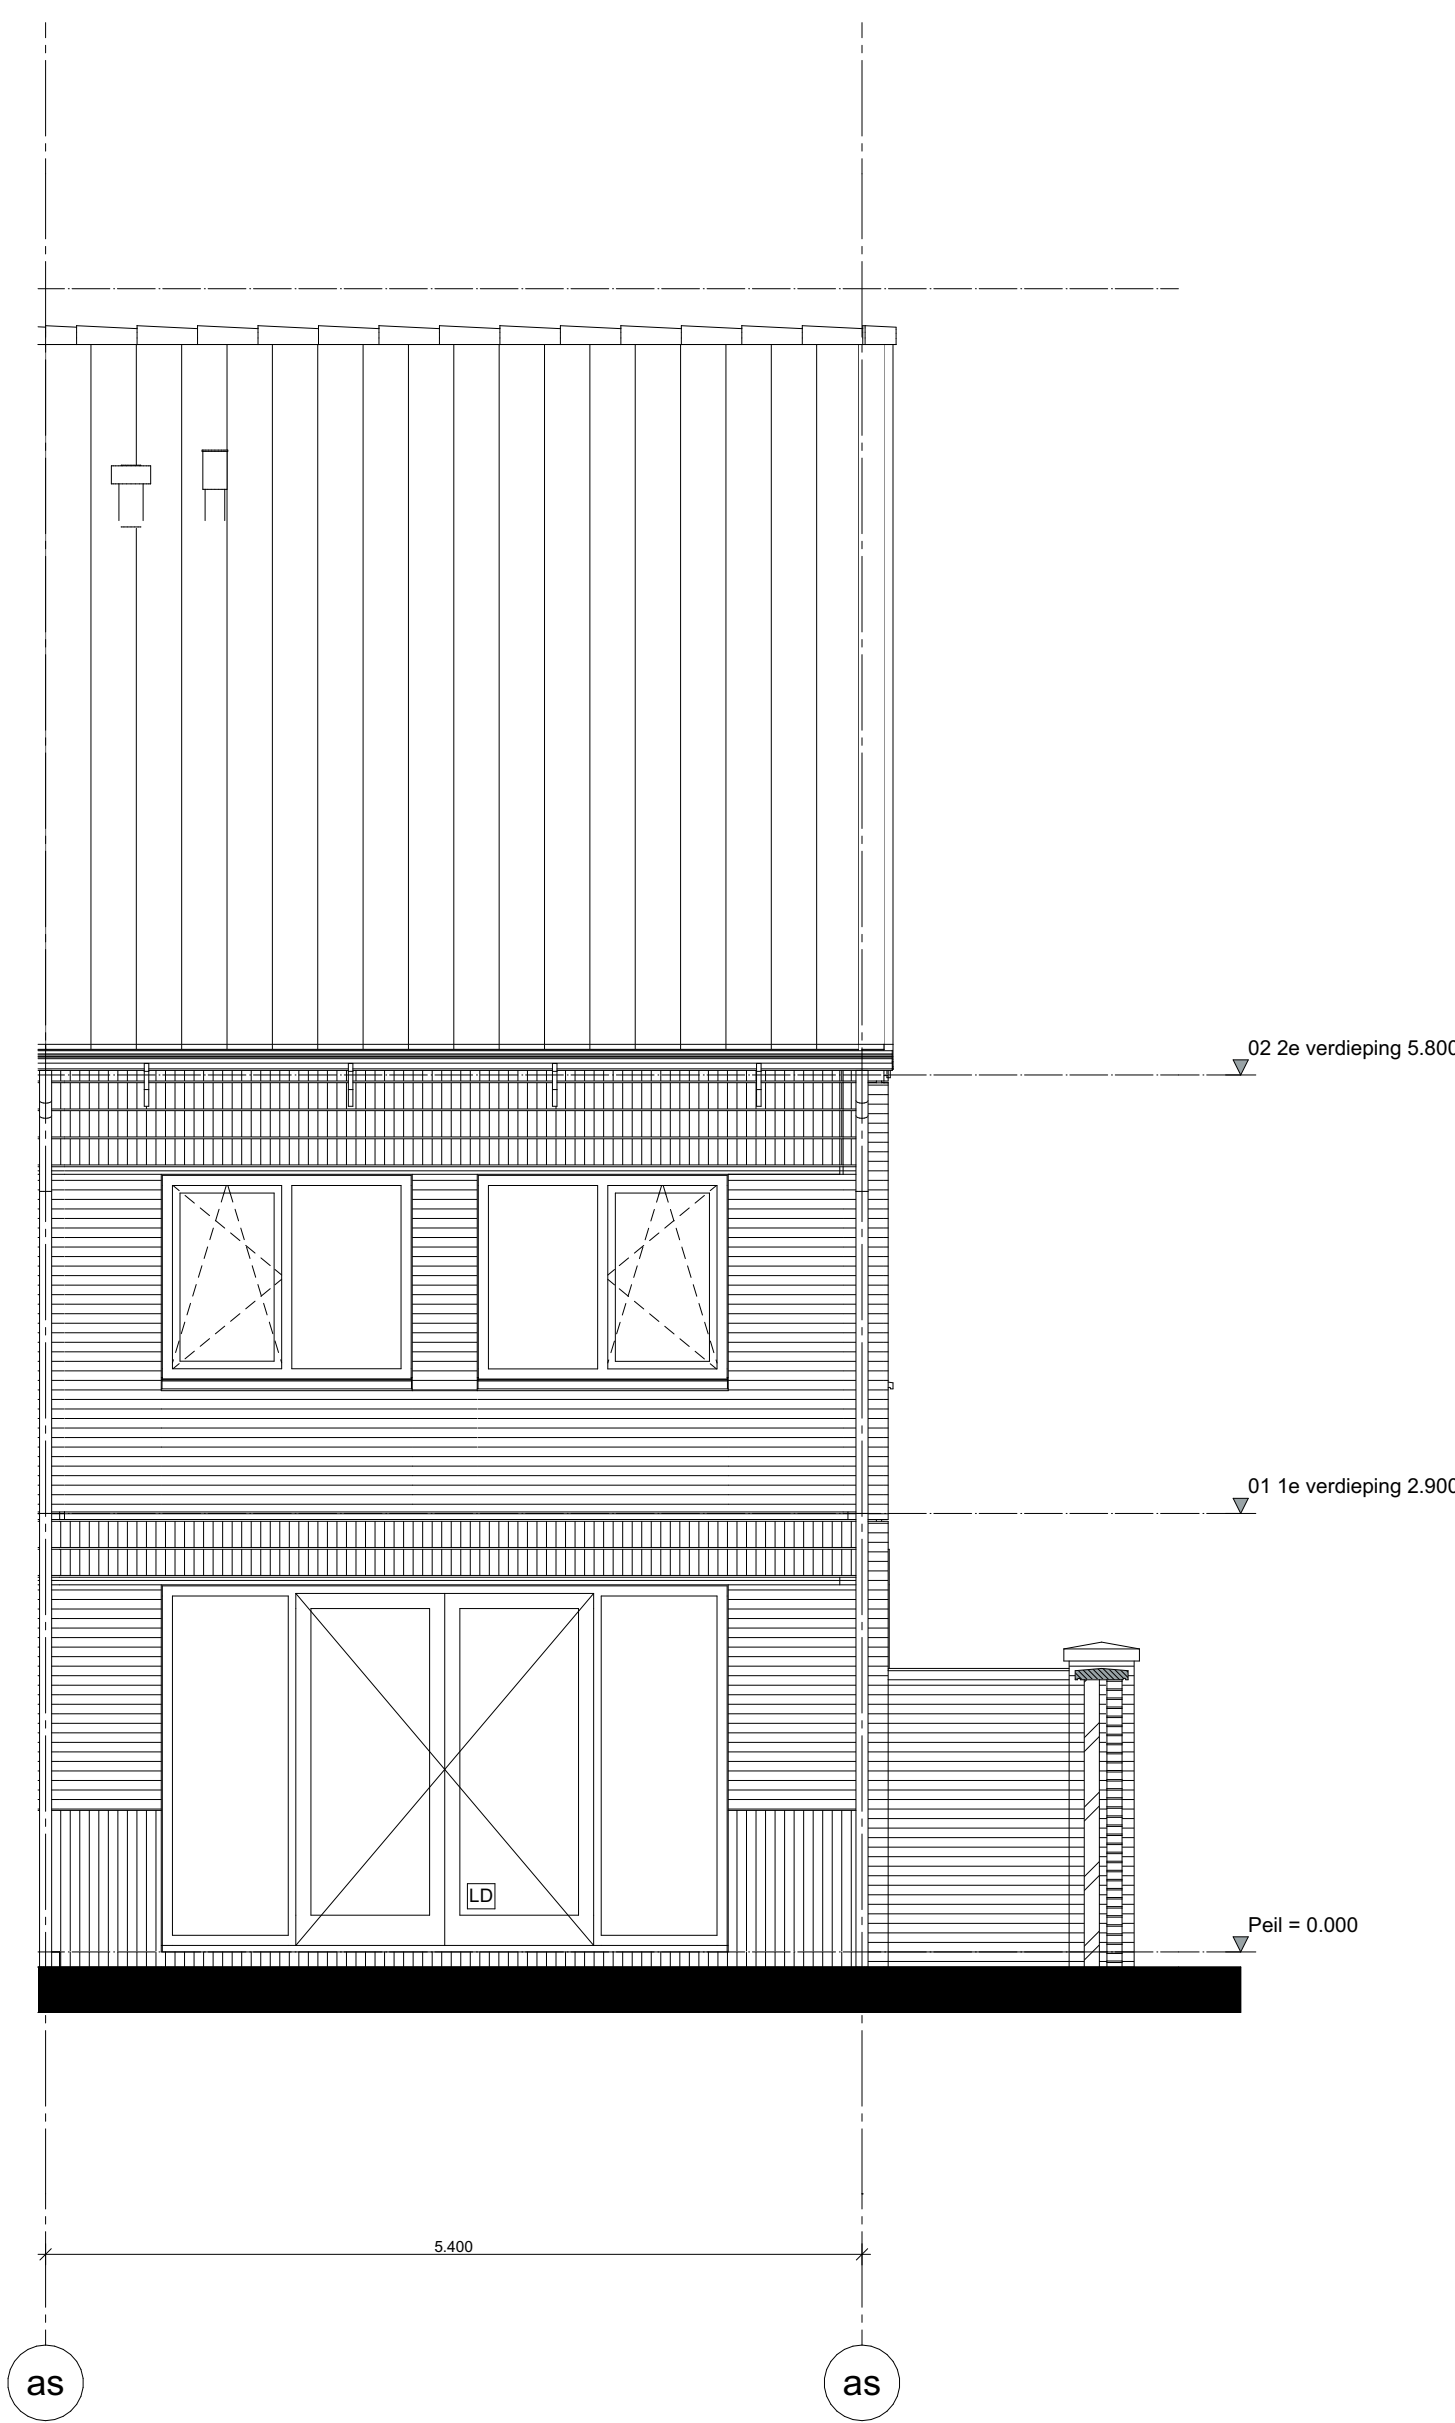 02 2e verdieping 5.800
01 1e verdieping 2.900
LD
Peil = 0.000
5.400
as
as